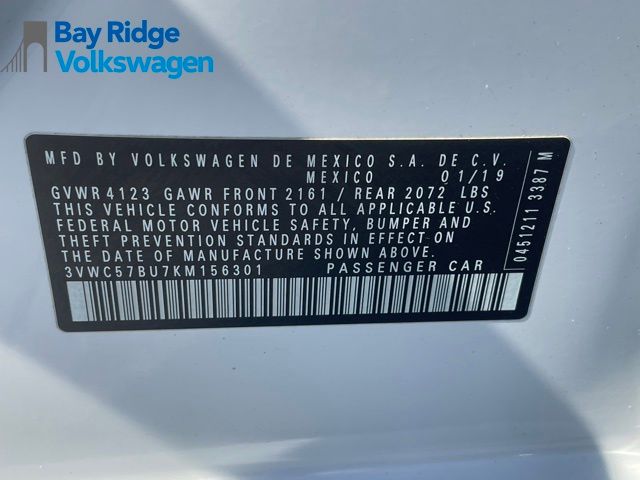 Bay Ridge
Volkswagen
MFD BY VOLKSWAGEN DE MEXICO S.A. DE C.V.
MEXICO 01/19
GVWR 4123 GAWR FRONT 2161 / REAR 2072 LBS
THIS VEHICLE CONFORMS TO ALL APPLICABLE U.S.
FEDERAL MOTOR VEHICLE SAFETY, BUMPER AND
THEFT PREVENTION STANDARDS IN EFFECT ON
THE DATE OF MANUFACTURE SHOWN ABOVE.
3VWC57BU7KM156301 PASSENGER CAR
0451211 3387 M